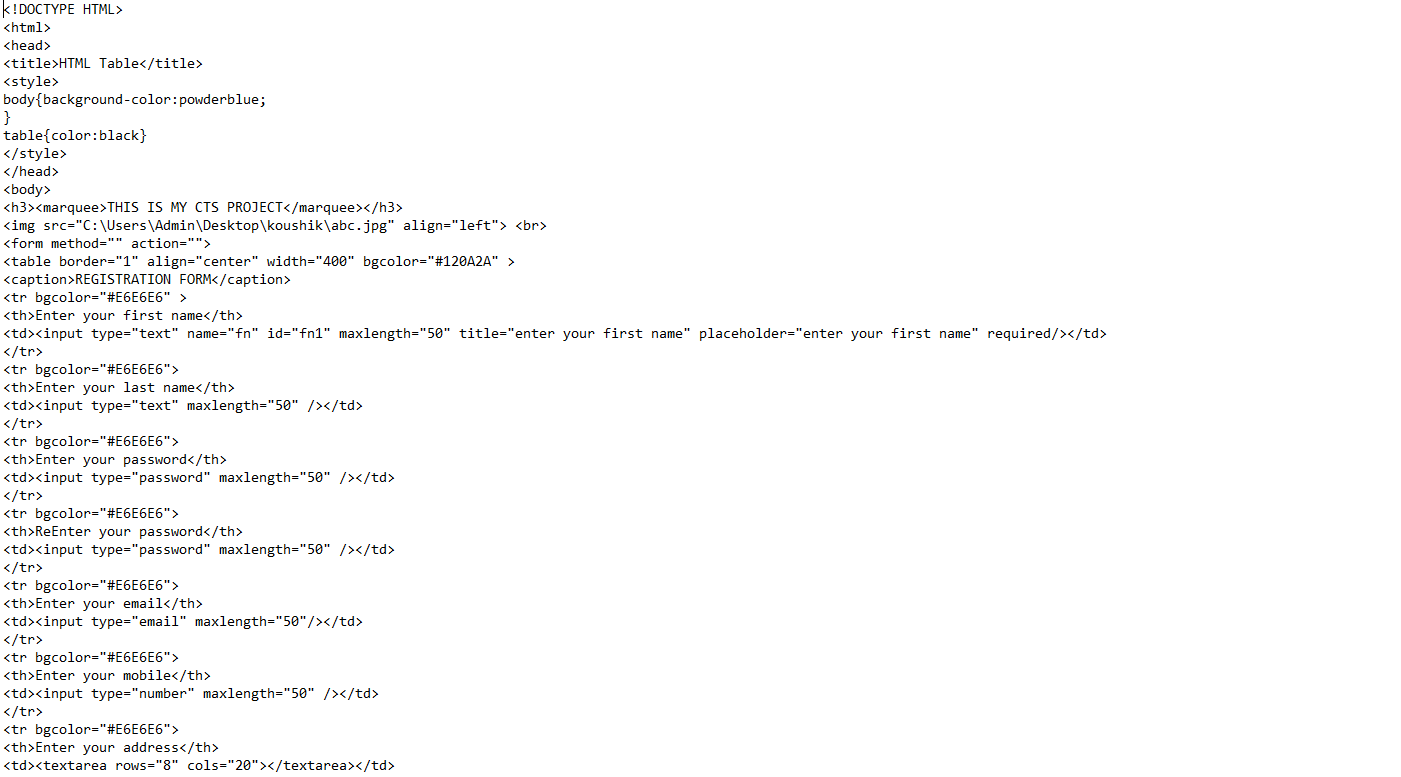 <!DOCTYPE HTML>
<html>
<head>
<title>HTML Table</title>
<style>
body{background-color:powderblue;
}
table{color:black}
</style>
</head>
<body>
<h3><marquee>THIS IS MY CTS PROJECT</marquee></h3>
<img src="C:\Users\Admin\Desktop\koushik\abc.jpg" align="left"> <br>
<form method="" action="">
<table border="1" align="center" width="400" bgcolor="#120A2A" >
<caption>REGISTRATION FORM</caption>
<tr bgcolor="#E6E6E6" >
<th>Enter your first name</th>
<td><input type="text" name="fn" id="fn1" maxlength="50" title="enter your first name" placeholder="enter your first name" required/></td>
</tr>
<tr bgcolor="#E6E6E6">
<th>Enter your last name</th>
<td><input type="text" maxlength="50" /></td>
</tr>
<tr bgcolor="#E6E6E6">
<th>Enter your password</th>
<td><input type="password" maxlength="50" /></td>
</tr>
<tr bgcolor="#E6E6E6">
<th>ReEnter your password</th>
<td><input type="password" maxlength="50" /></td>
</tr>
<tr bgcolor="#E6E6E6">
<th>Enter your email</th>
<td><input type="email" maxlength="50"/></td>
</tr>
<tr bgcolor="#E6E6E6">
<th>Enter your mobile</th>
<td><input type="number" maxlength="50" /></td>
</tr>
<tr bgcolor="#E6E6E6">
<th>Enter your address</th>
<td><textarea rows="8" cols="20"></textarea></td>